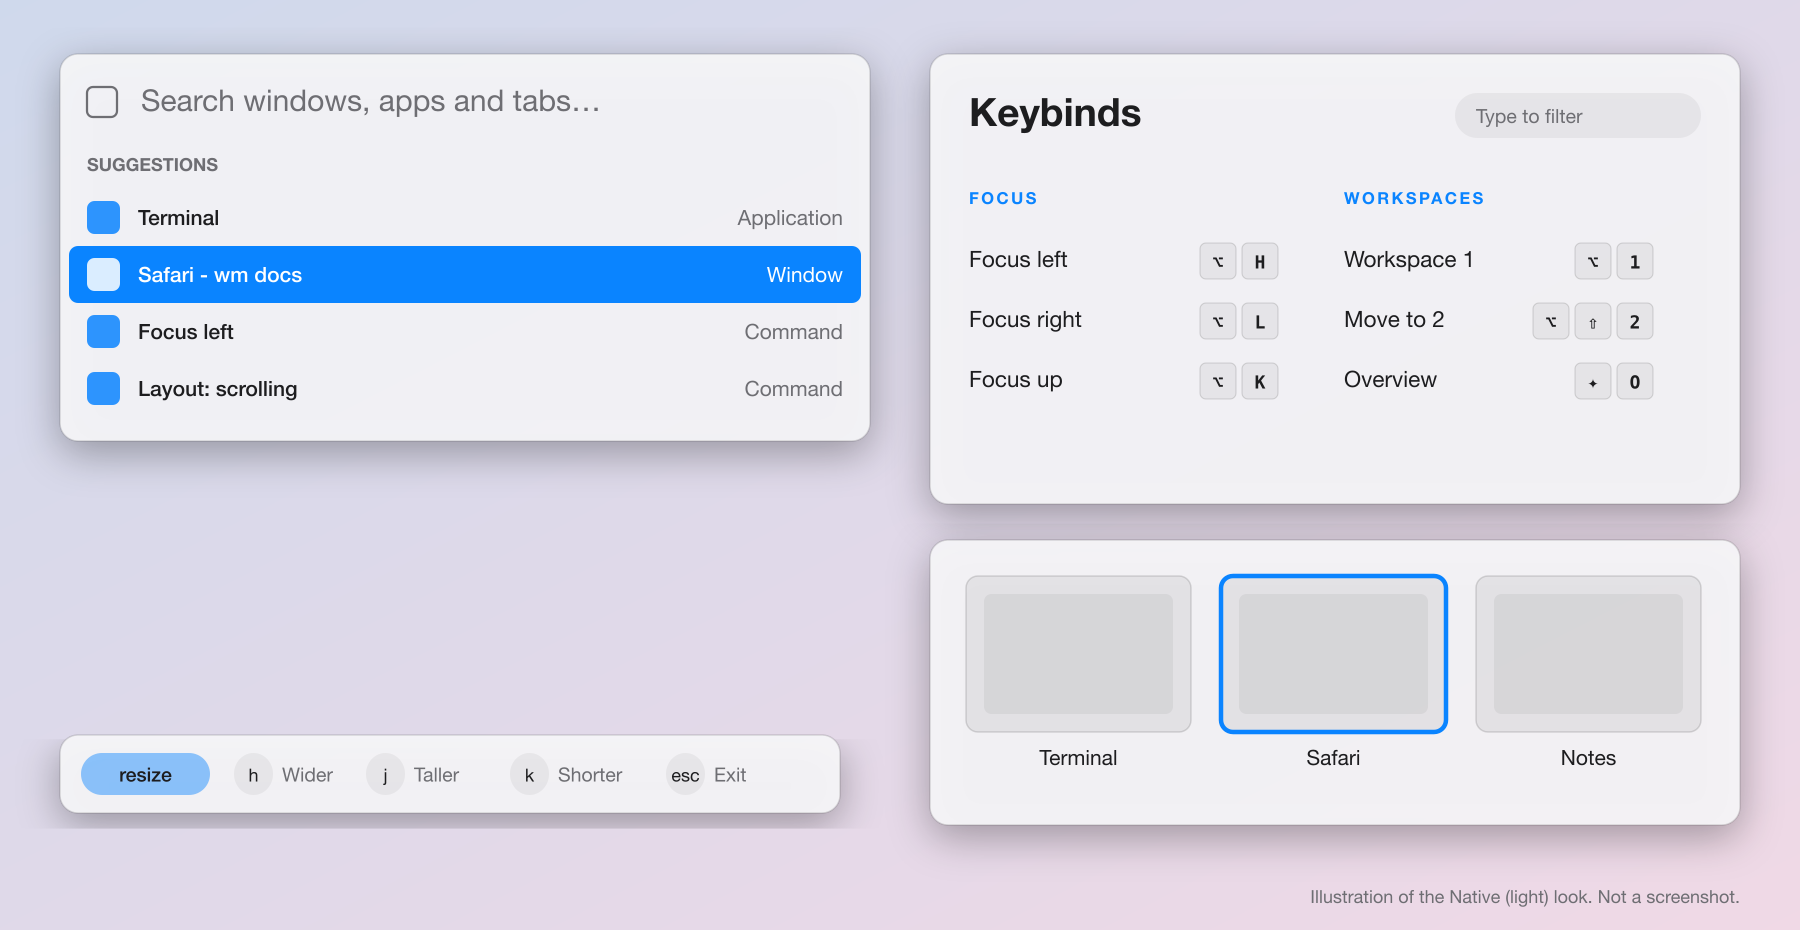 Search windows, apps and tabs…
SUGGESTIONS
Terminal Application
Safari - wm docs Window
Focus left Command
Layout: scrolling Command
Keybinds
Type to filter
FOCUS
Focus left ⌥ H
Focus right ⌥ L
Focus up ⌥ K
WORKSPACES
Workspace 1 ⌥ 1
Move to 2 ⌥ ⇧ 2
Overview ✦ O
Terminal
Safari
Notes
resize h Wider j Taller k Shorter esc Exit
Illustration of the Native (light) look. Not a screenshot.